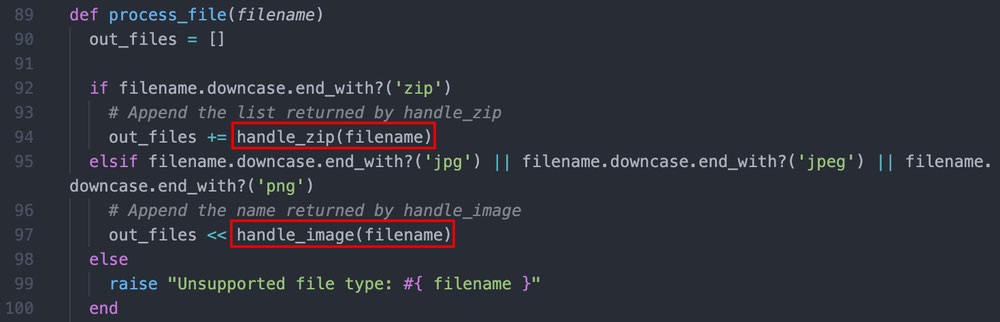 89 def process_file(filename)
90 out_files = []
91
92 if filename.downcase.end_with?('zip')
93 # Append the list returned by handle_zip
94 out_files += handle_zip(filename)
95 elsif filename.downcase.end_with?('jpg') || filename.downcase.end_with?('jpeg') || filename.
downcase.end_with?('png')
96 # Append the name returned by handle_image
97 out_files << handle_image(filename)
98 else
99 raise "Unsupported file type: #{ filename }"
100 end